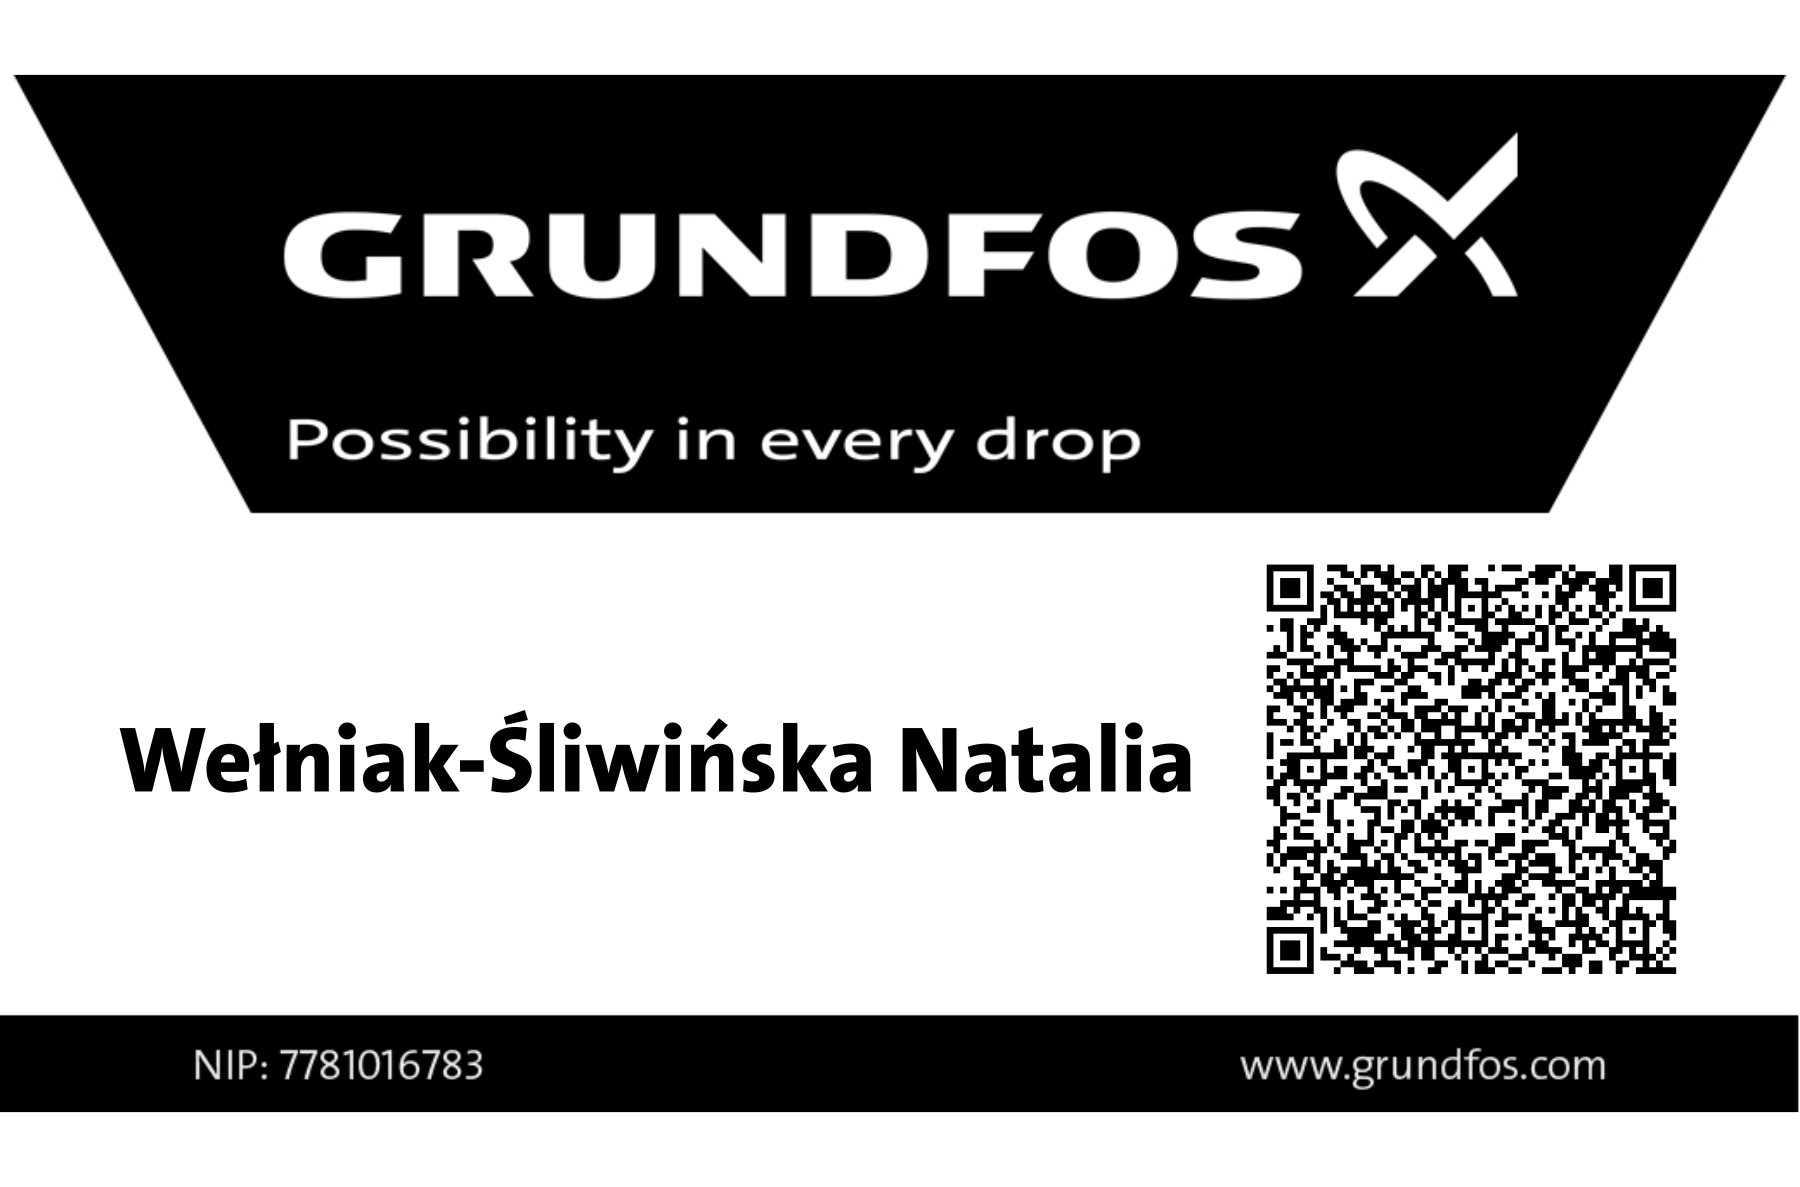 GRUNDFOS
Possibility in every drop
Wełniak-Śliwińska Natalia
NIP: 7781016783
www.grundfos.com